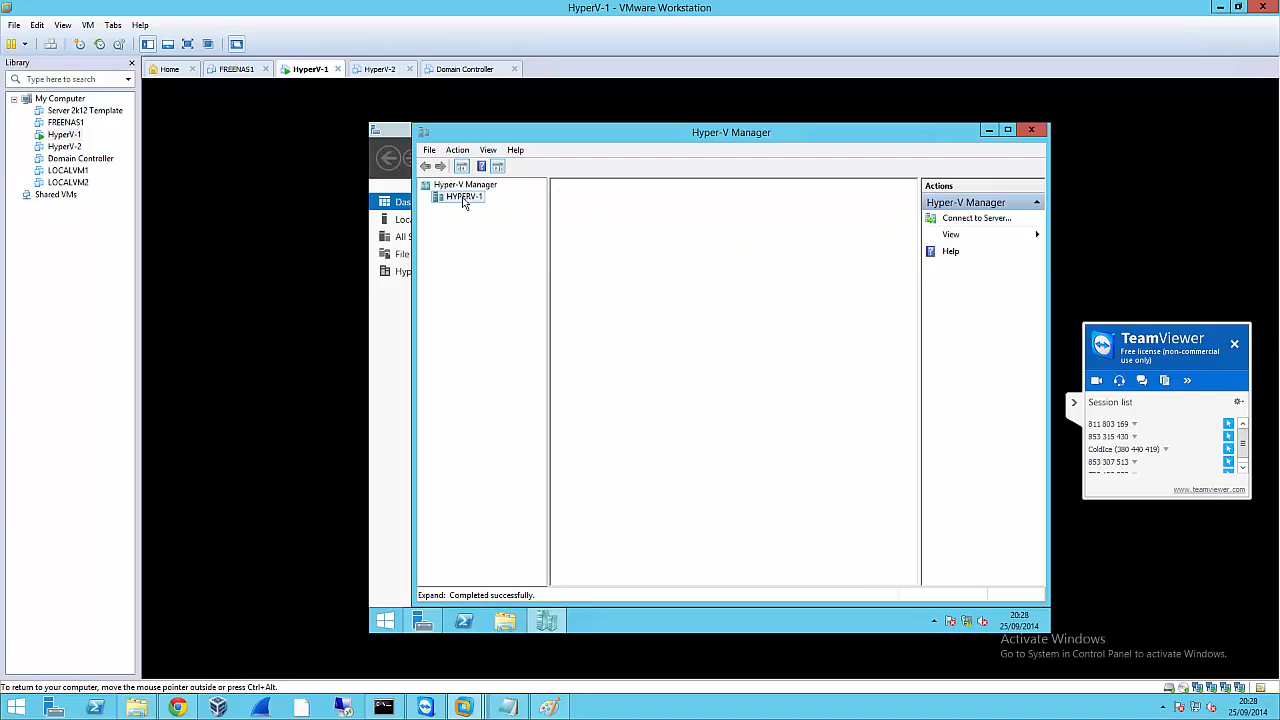 HyperV-1 - VMware Workstation
File Edit View VM Tabs Help
Library
Type here to search
My Computer
Server 2k12 Template
FREENAS1
HyperV-1
HyperV-2
Domain Controller
LOCALVM1
LOCALVM2
Shared VMs
Home FREENAS1 HyperV-1 HyperV-2 Domain Controller
Das
Loca
All S
File
Hyp
Hyper-V Manager
File Action View Help
Hyper-V Manager
HYPERV-1
Actions
Hyper-V Manager
Connect to Server...
View
Help
Expand: Completed successfully.
20:28
25/09/2014
TeamViewer
Free license (non-commercial
use only)
Session list
811 803 169
853 315 430
ColdIce (380 440 419)
853 307 513
www.teamviewer.com
Activate Windows
Go to System in Control Panel to activate Windows.
To return to your computer, move the mouse pointer outside or press Ctrl+Alt.
20:28
25/09/2014